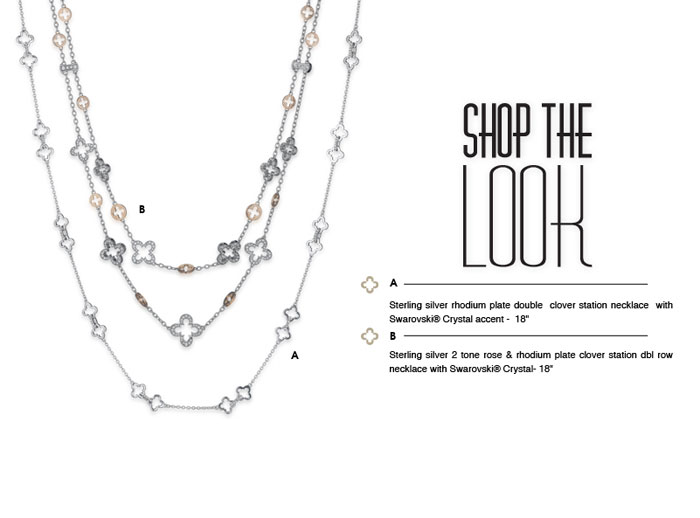 SHOP THE
LOOK
B
A
A
Sterling silver rhodium plate double clover station necklace with
Swarovski® Crystal accent - 18"
B
Sterling silver 2 tone rose & rhodium plate clover station dbl row
necklace with Swarovski® Crystal- 18"